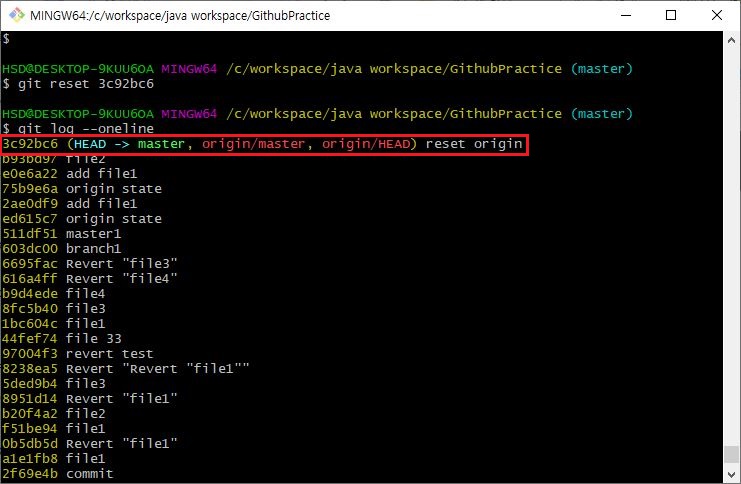 MINGW64:/c/workspace/java workspace/GithubPractice
$
HSD@DESKTOP-9KUU6OA MINGW64 /c/workspace/java workspace/GithubPractice (master)
$ git reset 3c92bc6
HSD@DESKTOP-9KUU6OA MINGW64 /c/workspace/java workspace/GithubPractice (master)
$ git log --oneline
3c92bc6 (HEAD -> master, origin/master, origin/HEAD) reset origin
b93bd97 file2
e0e6a22 add file1
75b9e6a origin state
2ae0df9 add file1
ed615c7 origin state
511df51 master1
603dc00 branch1
6695fac Revert "file3"
616a4ff Revert "file4"
b9d4ede file4
8fc5b40 file3
1bc604c file1
44fef74 file 33
97004f3 revert test
8238ea5 Revert "Revert "file1""
5ded9b4 file3
8951d14 Revert "file1"
b20f4a2 file2
f51be94 file1
0b5db5d Revert "file1"
a1e1fb8 file1
2f69e4b commit